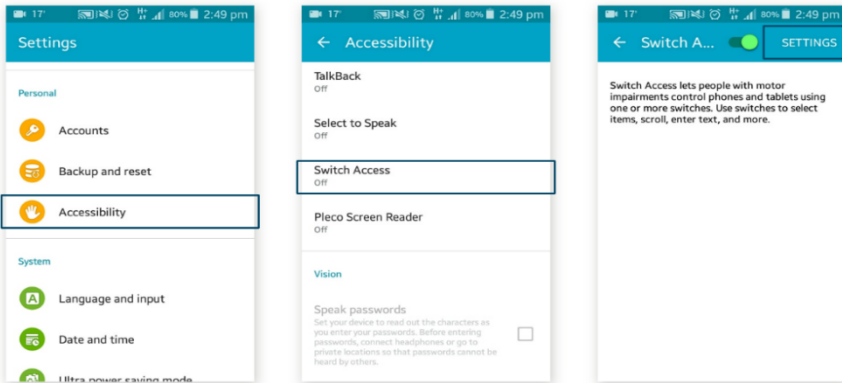 17° H+ 80% 2:49 pm
Settings
Personal
Accounts
Backup and reset
Accessibility
System
Language and input
Date and time
Ultra power saving mode
17° H+ 80% 2:49 pm
Accessibility
TalkBack
Off
Select to Speak
Off
Switch Access
Off
Pleco Screen Reader
Off
Vision
Speak passwords
Set your device to read out the characters as
you enter your passwords. Before entering
passwords, connect headphones or go to
private locations so that passwords cannot be
heard by others.
17° H+ 80% 2:49 pm
Switch A... SETTINGS
Switch Access lets people with motor
impairments control phones and tablets using
one or more switches. Use switches to select
items, scroll, enter text, and more.